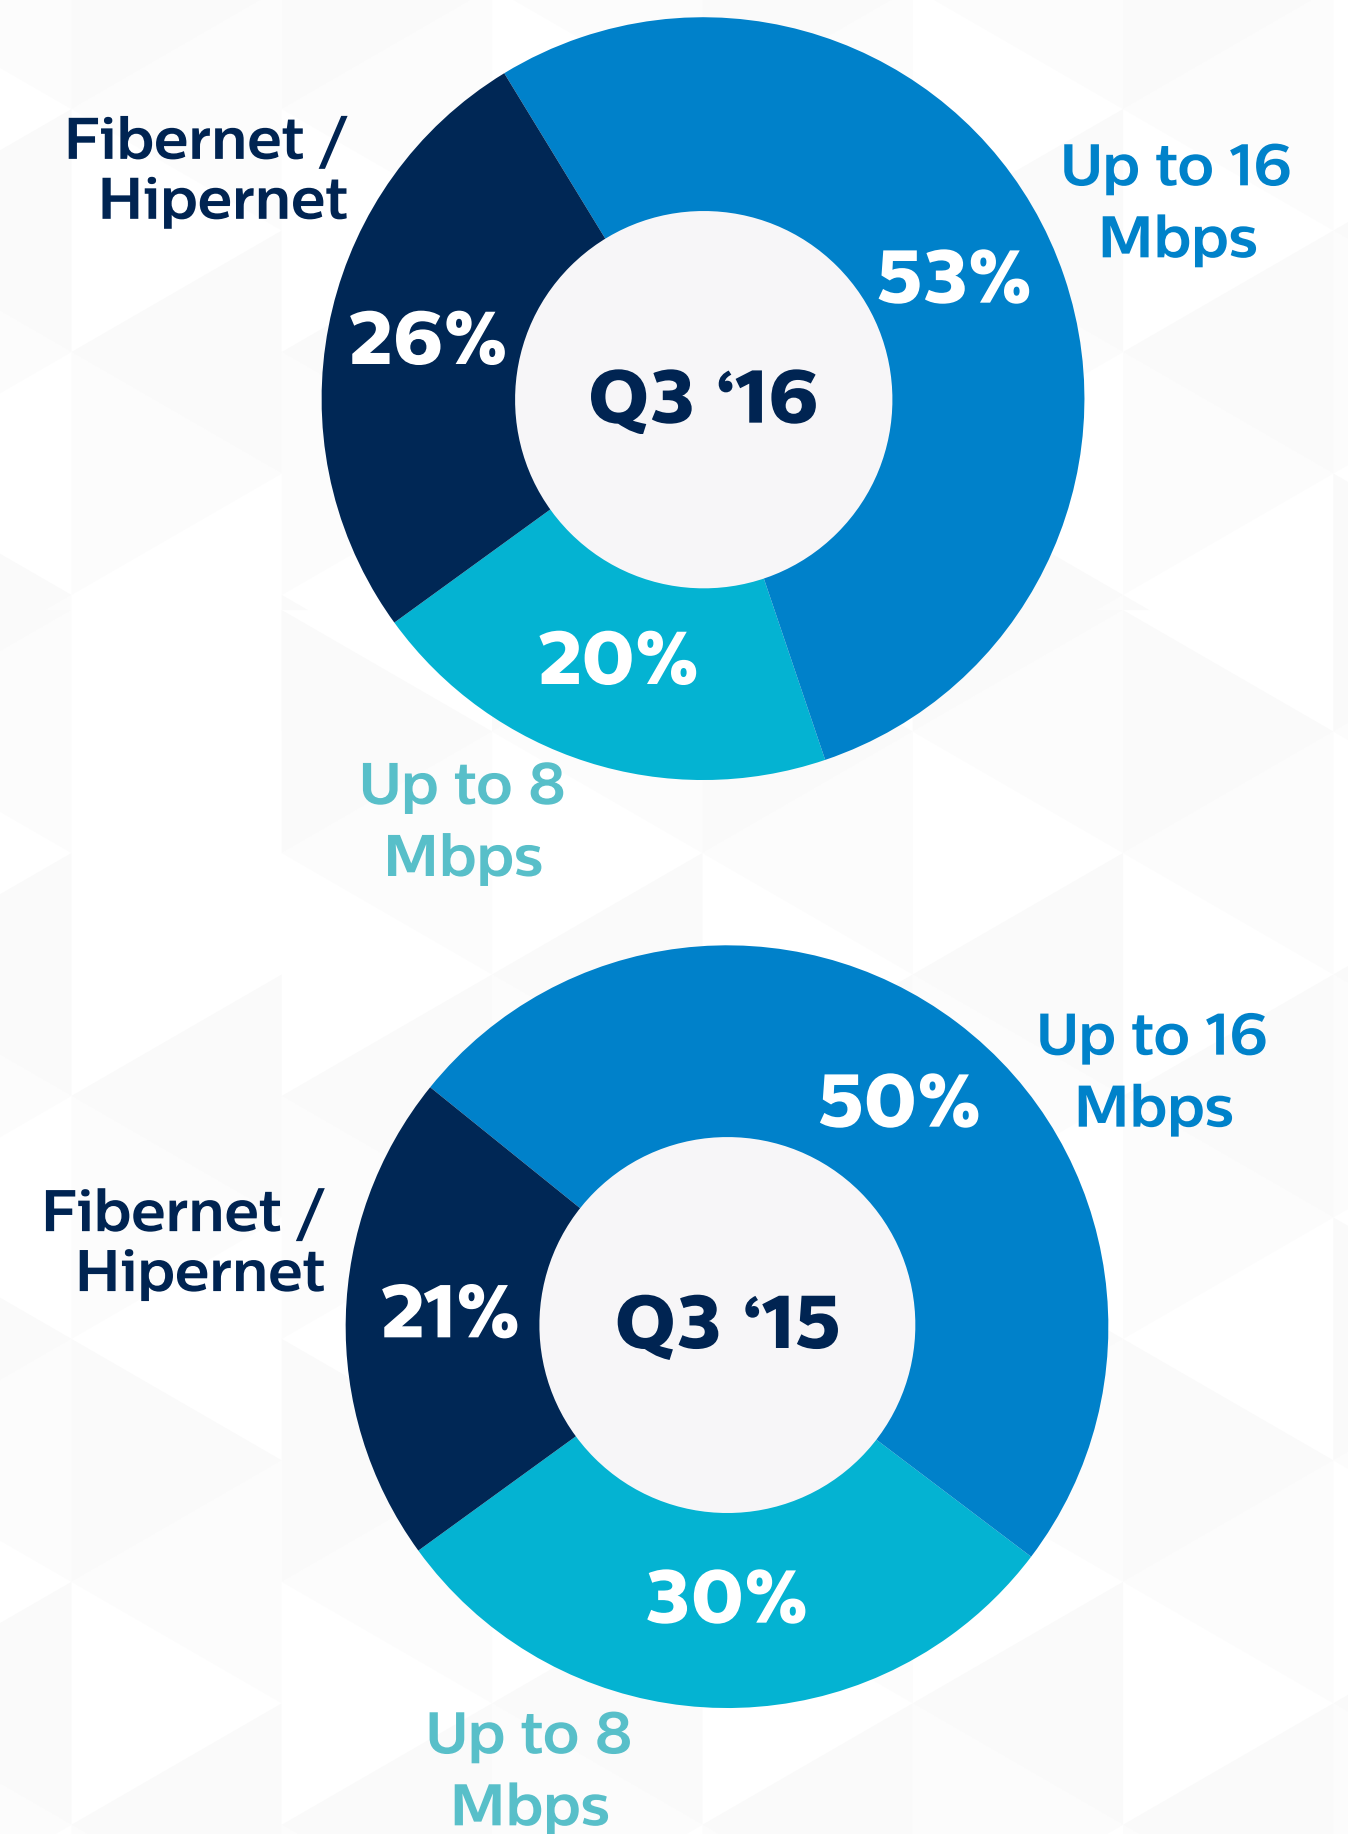 Fibernet /
Hipernet
Up to 16
Mbps
53%
26%
Q3 ‘16
20%
Up to 8
Mbps
Up to 16
Mbps
50%
Fibernet /
Hipernet
21%
Q3 ‘15
30%
Up to 8
Mbps